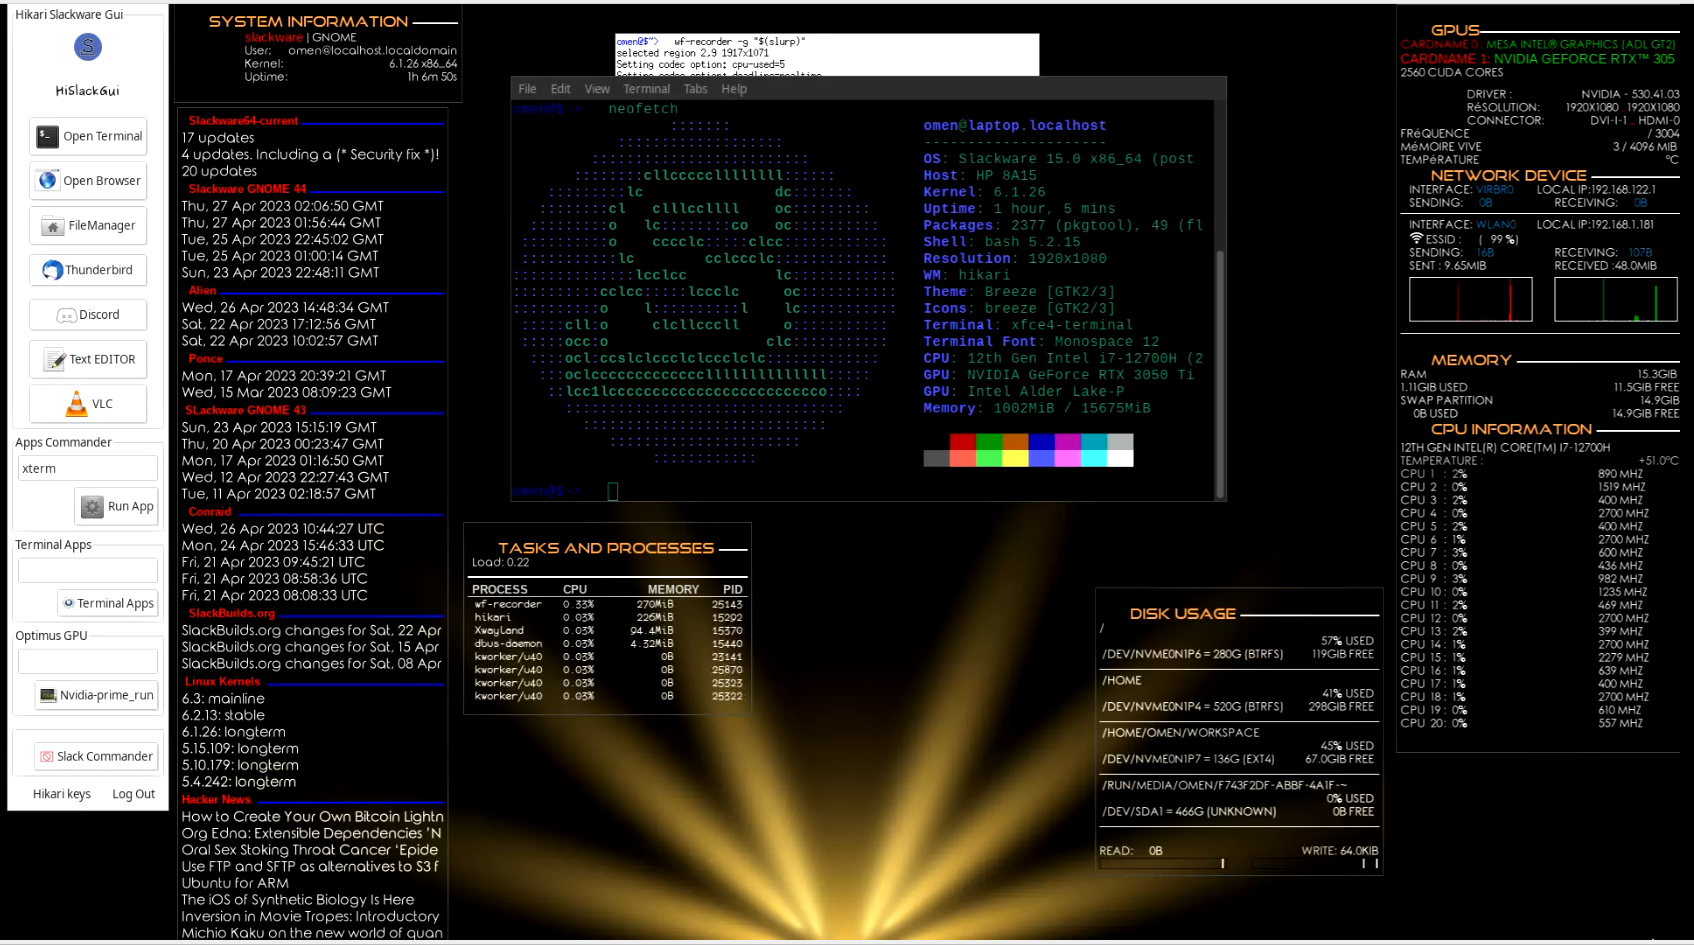 Hikari Slackware Gui
S
HiSlackGui
Open Terminal
Open Browser
FileManager
Thunderbird
Discord
Text EDITOR
VLC
Apps Commander
xterm
Run App
Terminal Apps
Terminal Apps
Optimus GPU
Nvidia-prime_run
Slack Commander
Hikari keys Log Out
SYSTEM INFORMATION
slackware | GNOME
User: omen@localhost.localdomain
Kernel: 6.1.26 x86_64
Uptime: 1h 6m 50s
Slackware64-current
17 updates
4 updates. Including a (* Security fix *)!
20 updates
Slackware GNOME 44
Thu, 27 Apr 2023 02:06:50 GMT
Thu, 27 Apr 2023 01:56:44 GMT
Tue, 25 Apr 2023 22:45:02 GMT
Tue, 25 Apr 2023 01:00:14 GMT
Sun, 23 Apr 2023 22:48:11 GMT
Alien
Wed, 26 Apr 2023 14:48:34 GMT
Sat, 22 Apr 2023 17:12:56 GMT
Sat, 22 Apr 2023 10:02:57 GMT
Ponce
Mon, 17 Apr 2023 20:39:21 GMT
Wed, 15 Mar 2023 08:09:23 GMT
SLackware GNOME 43
Sun, 23 Apr 2023 15:15:19 GMT
Thu, 20 Apr 2023 00:23:47 GMT
Mon, 17 Apr 2023 01:16:50 GMT
Wed, 12 Apr 2023 22:27:43 GMT
Tue, 11 Apr 2023 02:18:57 GMT
Conraid
Wed, 26 Apr 2023 10:44:27 UTC
Mon, 24 Apr 2023 15:46:33 UTC
Fri, 21 Apr 2023 09:45:21 UTC
Fri, 21 Apr 2023 08:58:36 UTC
Fri, 21 Apr 2023 08:08:33 UTC
SlackBuilds.org
SlackBuilds.org changes for Sat, 22 Apr
SlackBuilds.org changes for Sat, 15 Apr
SlackBuilds.org changes for Sat, 08 Apr
Linux Kernels
6.3: mainline
6.2.13: stable
6.1.26: longterm
5.15.109: longterm
5.10.179: longterm
5.4.242: longterm
Hacker News
How to Create Your Own Bitcoin Lightn
Org Edna: Extensible Dependencies 'N
Oral Sex Stoking Throat Cancer 'Epide
Use FTP and SFTP as alternatives to S3 f
Ubuntu for ARM
The iOS of Synthetic Biology Is Here
Inversion in Movie Tropes: Introductory
Michio Kaku on the new world of quan
omen@$~> wf-recorder -g "$(slurp)"
selected region 2,9 1917x1071
Setting codec option: cpu-used=5
Setting codec option: deadline=realtime
File Edit View Terminal Tabs Help
omen@$~> neofetch
omen@laptop.localhost
---------------------
OS: Slackware 15.0 x86_64 (post
Host: HP 8A15
Kernel: 6.1.26
Uptime: 1 hour, 5 mins
Packages: 2377 (pkgtool), 49 (fl
Shell: bash 5.2.15
Resolution: 1920x1080
WM: hikari
Theme: Breeze [GTK2/3]
Icons: breeze [GTK2/3]
Terminal: xfce4-terminal
Terminal Font: Monospace 12
CPU: 12th Gen Intel i7-12700H (2
GPU: NVIDIA GeForce RTX 3050 Ti
GPU: Intel Alder Lake-P
Memory: 1002MiB / 15675MiB
omen@$~>
TASKS AND PROCESSES
Load: 0.22
PROCESS CPU MEMORY PID
wf-recorder 0.33% 270MiB 25143
hikari 0.03% 226MiB 15292
Xwayland 0.03% 94.4MiB 15370
dbus-daemon 0.03% 4.32MiB 15440
kworker/u40 0.03% 0B 23141
kworker/u40 0.03% 0B 25870
kworker/u40 0.03% 0B 25323
kworker/u40 0.03% 0B 25322
DISK USAGE
/
57% USED
/DEV/NVME0N1P6 = 280G (BTRFS) 119GIB FREE
/HOME
41% USED
/DEV/NVME0N1P4 = 520G (BTRFS) 298GIB FREE
/HOME/OMEN/WORKSPACE
45% USED
/DEV/NVME0N1P7 = 136G (EXT4) 67.0GIB FREE
/RUN/MEDIA/OMEN/F743F2DF-ABBF-4A1F-~
0% USED
/DEV/SDA1 = 466G (UNKNOWN) 0B FREE
READ: 0B WRITE: 64.0KIB
GPUS
CARDNAME 0: MESA INTEL® GRAPHICS (ADL GT2)
CARDNAME 1: NVIDIA GEFORCE RTX™ 305
2560 CUDA CORES
DRIVER : NVIDIA - 530.41.03
RéSOLUTION: 1920X1080 1920X1080
CONNECTOR: DVI-I-1 HDMI-0
FRéQUENCE / 3004
MéMOIRE VIVE 3 / 4096 MIB
TEMPéRATURE °C
NETWORK DEVICE
INTERFACE: VIRBR0 LOCAL IP:192.168.122.1
SENDING: 0B RECEIVING: 0B
INTERFACE: WLAN0 LOCAL IP:192.168.1.181
ESSID : ( 99 %)
SENDING: 16B RECEIVING: 107B
SENT : 9.65MIB RECEIVED :48.0MIB
MEMORY
RAM 15.3GIB
1.11GIB USED 11.5GIB FREE
SWAP PARTITION 14.9GIB
0B USED 14.9GIB FREE
CPU INFORMATION
12TH GEN INTEL(R) CORE(TM) I7-12700H
TEMPERATURE : +51.0°C
CPU 1 : 2% 890 MHZ
CPU 2 : 0% 1519 MHZ
CPU 3 : 2% 400 MHZ
CPU 4 : 0% 2700 MHZ
CPU 5 : 2% 400 MHZ
CPU 6 : 1% 2700 MHZ
CPU 7 : 3% 600 MHZ
CPU 8 : 0% 436 MHZ
CPU 9 : 3% 982 MHZ
CPU 10 : 0% 1235 MHZ
CPU 11 : 2% 469 MHZ
CPU 12 : 0% 2700 MHZ
CPU 13 : 2% 399 MHZ
CPU 14 : 1% 2700 MHZ
CPU 15 : 1% 2279 MHZ
CPU 16 : 1% 639 MHZ
CPU 17 : 1% 400 MHZ
CPU 18 : 1% 2700 MHZ
CPU 19 : 0% 610 MHZ
CPU 20: 0% 557 MHZ